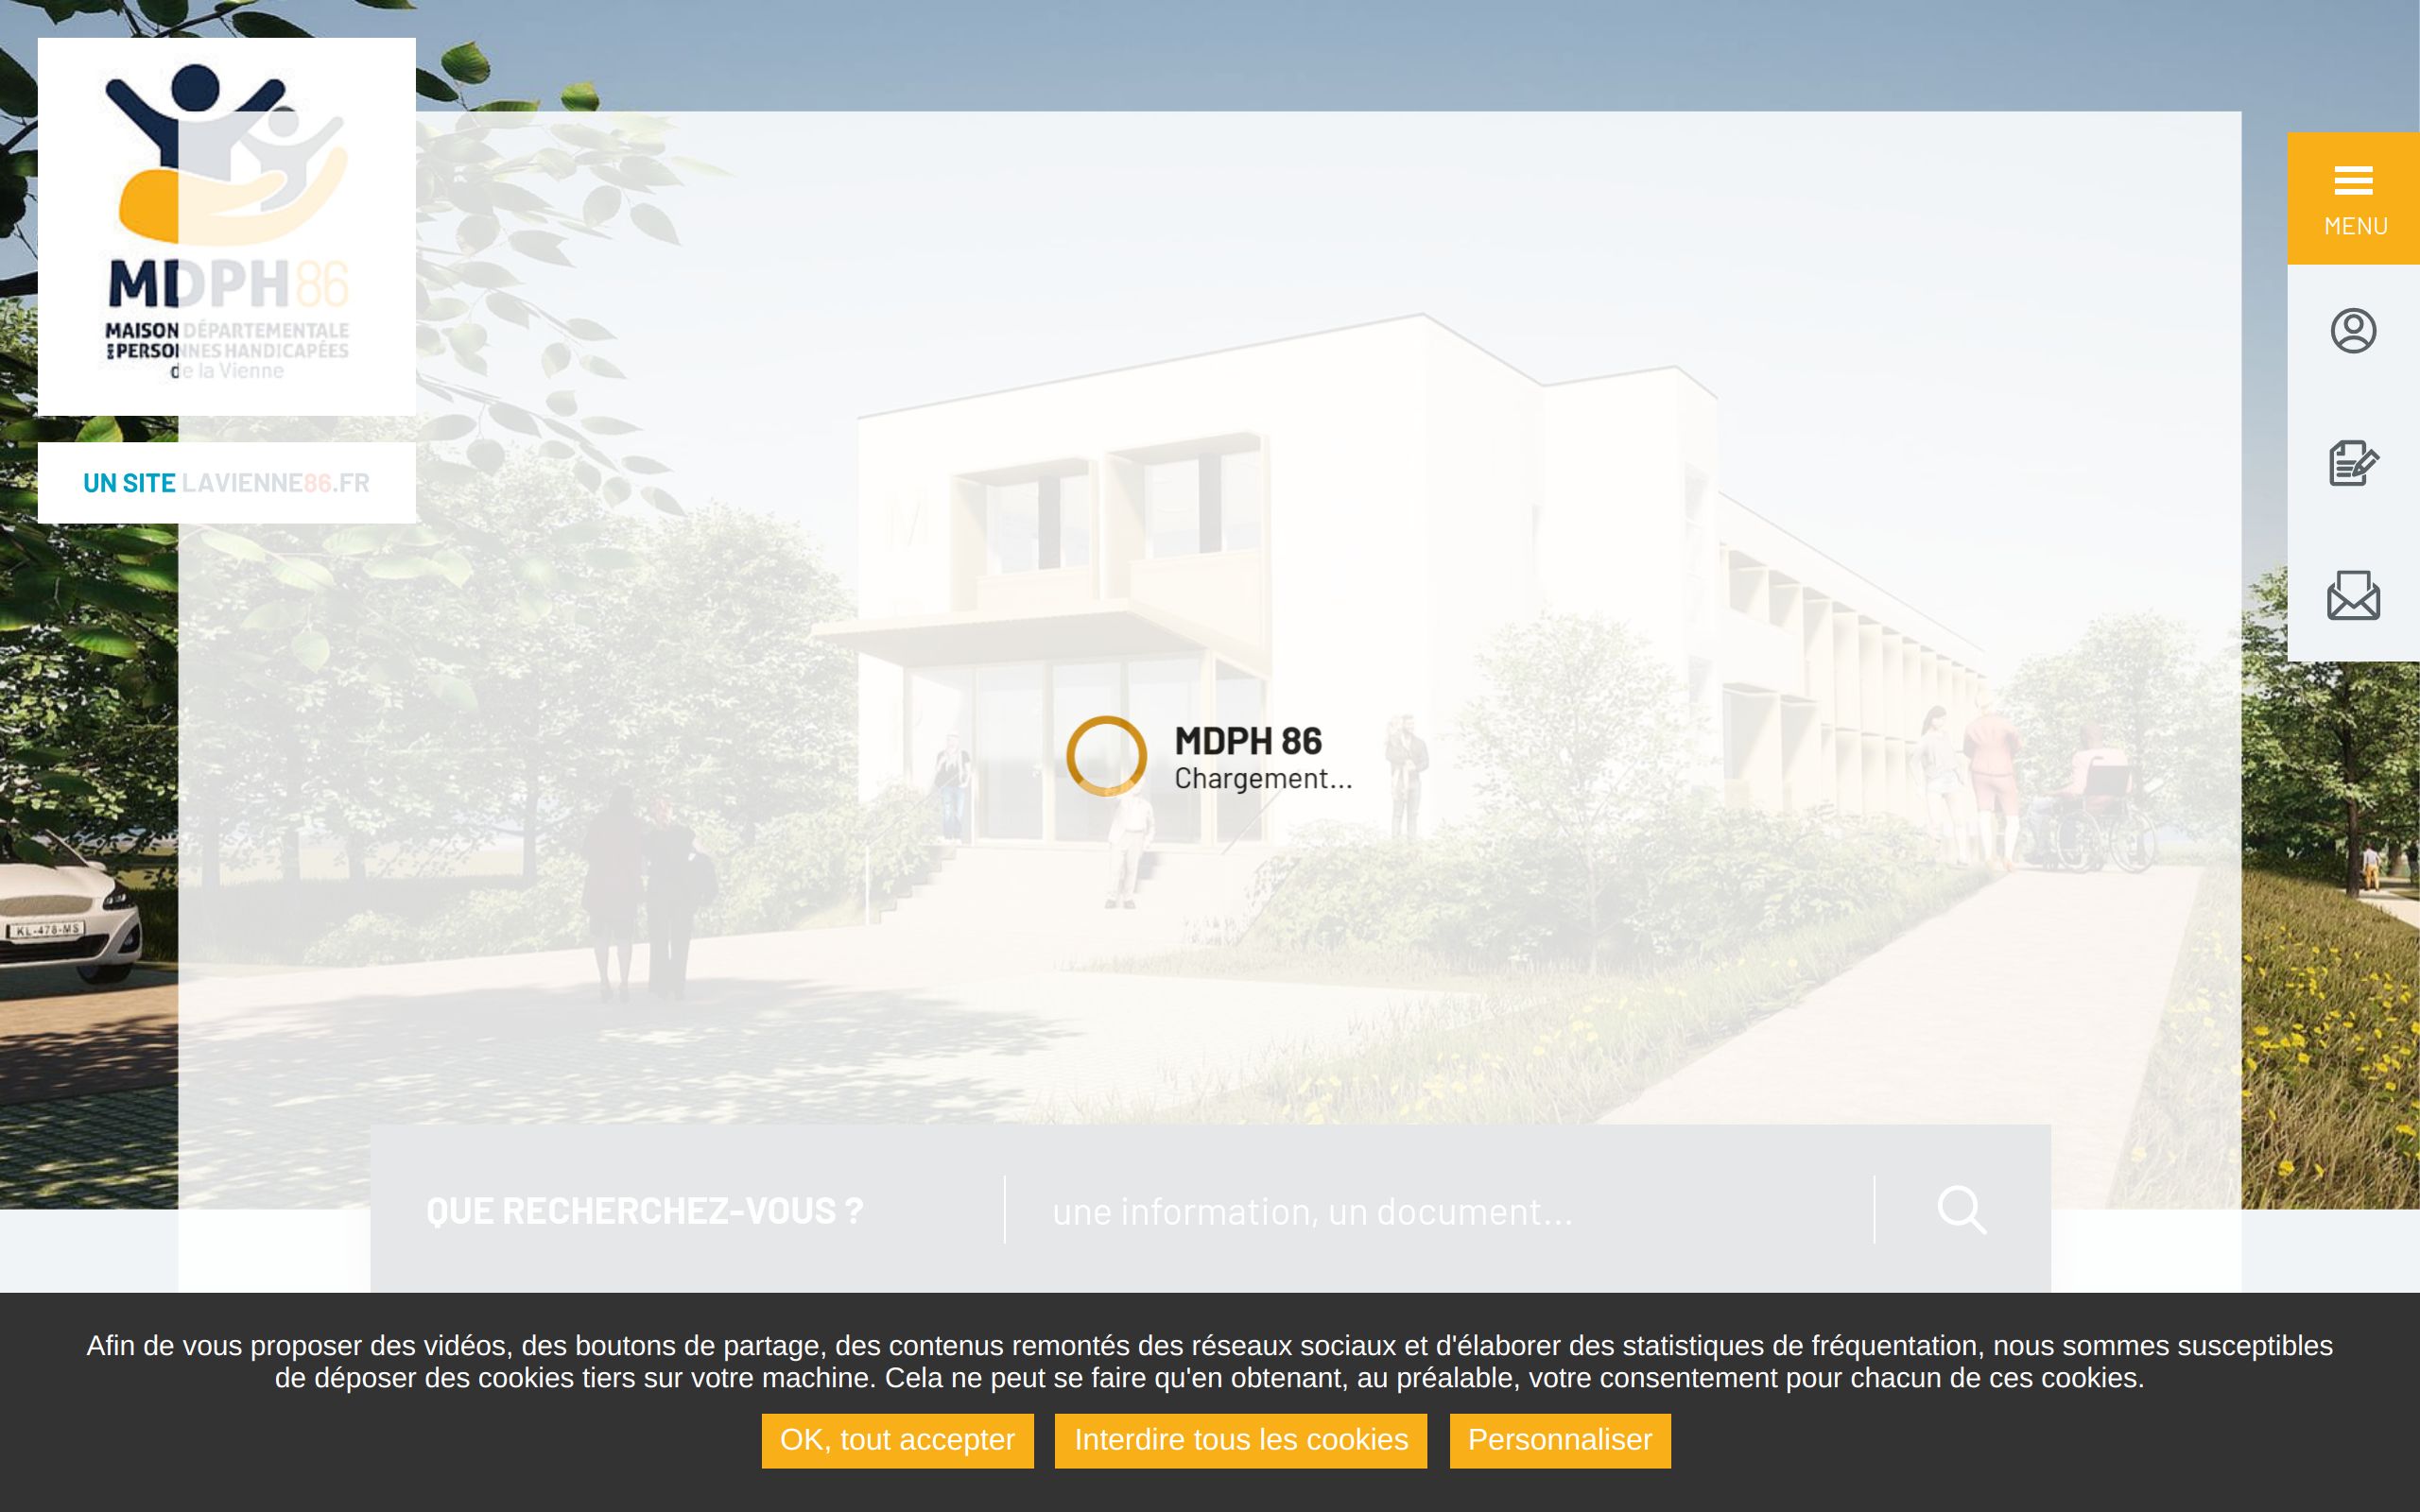 MDPH86
MAISON DÉPARTEMENTALE
DES PERSONNES HANDICAPÉES
de la Vienne
UN SITE LAVIENNE86.FR
MENU
MDPH 86
Chargement...
KL-478-MS
QUE RECHERCHEZ-VOUS ?
une information, un document...
Afin de vous proposer des vidéos, des boutons de partage, des contenus remontés des réseaux sociaux et d'élaborer des statistiques de fréquentation, nous sommes susceptibles
de déposer des cookies tiers sur votre machine. Cela ne peut se faire qu'en obtenant, au préalable, votre consentement pour chacun de ces cookies.
OK, tout accepter
Interdire tous les cookies
Personnaliser